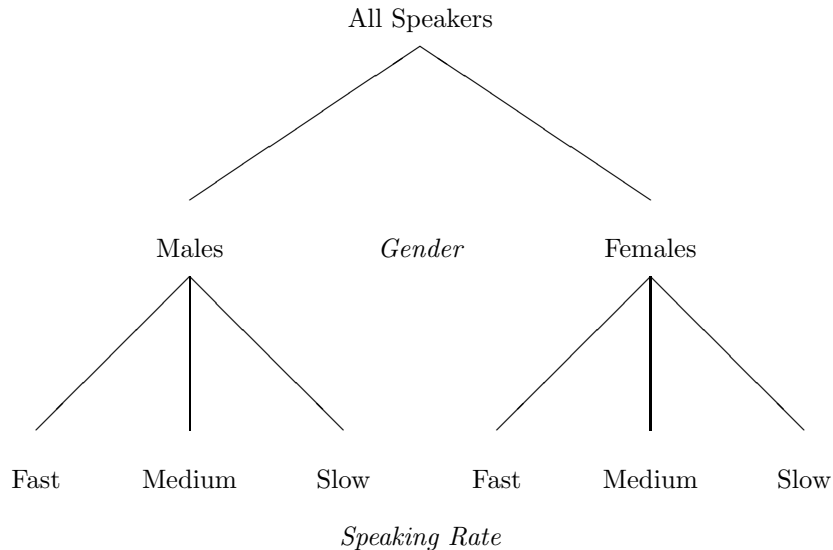 All Speakers
Males Gender Females
Fast Medium Slow Fast Medium Slow
Speaking Rate